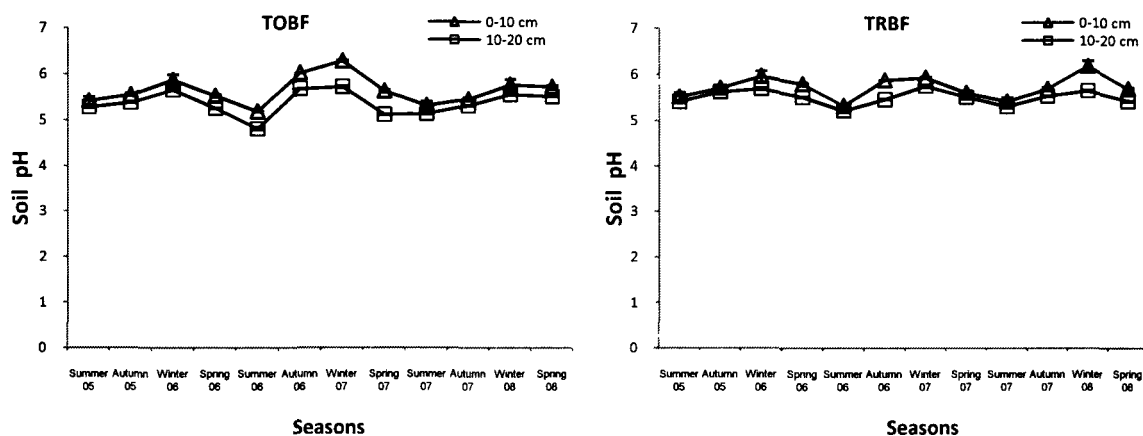 TOBF
0-10 cm
10-20 cm
7
6
5
4
3
2
1
0
Soil pH
Summer 05
Autumn 05
Winter 06
Spring 06
Summer 06
Autumn 06
Winter 07
Spring 07
Summer 07
Autumn 07
Winter 08
Spring 08
Seasons
TRBF
0-10 cm
10-20 cm
7
6
5
4
3
2
1
0
Soil pH
Summer 05
Autumn 05
Winter 06
Spring 06
Summer 06
Autumn 06
Winter 07
Spring 07
Summer 07
Autumn 07
Winter 08
Spring 08
Seasons